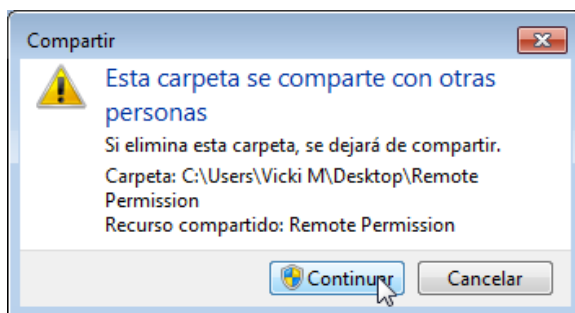 Compartir
Esta carpeta se comparte con otras
personas
Si elimina esta carpeta, se dejará de compartir.
Carpeta: C:\Users\Vicki M\Desktop\Remote
Permission
Recurso compartido: Remote Permission
Continuar Cancelar